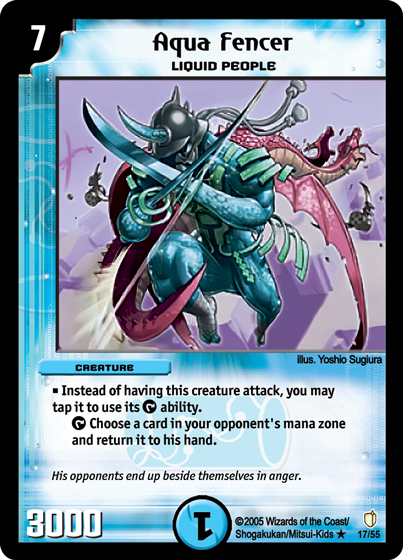 7
Aqua Fencer
LIQUID PEOPLE
Illus. Yoshio Sugiura
CREATURE
▪ Instead of having this creature attack, you may
tap it to use its ability.
Choose a card in your opponent's mana zone
and return it to his hand.
His opponents end up beside themselves in anger.
3000
1
©2005 Wizards of the Coast/
Shogakukan/Mitsui-Kids ★ 17/55